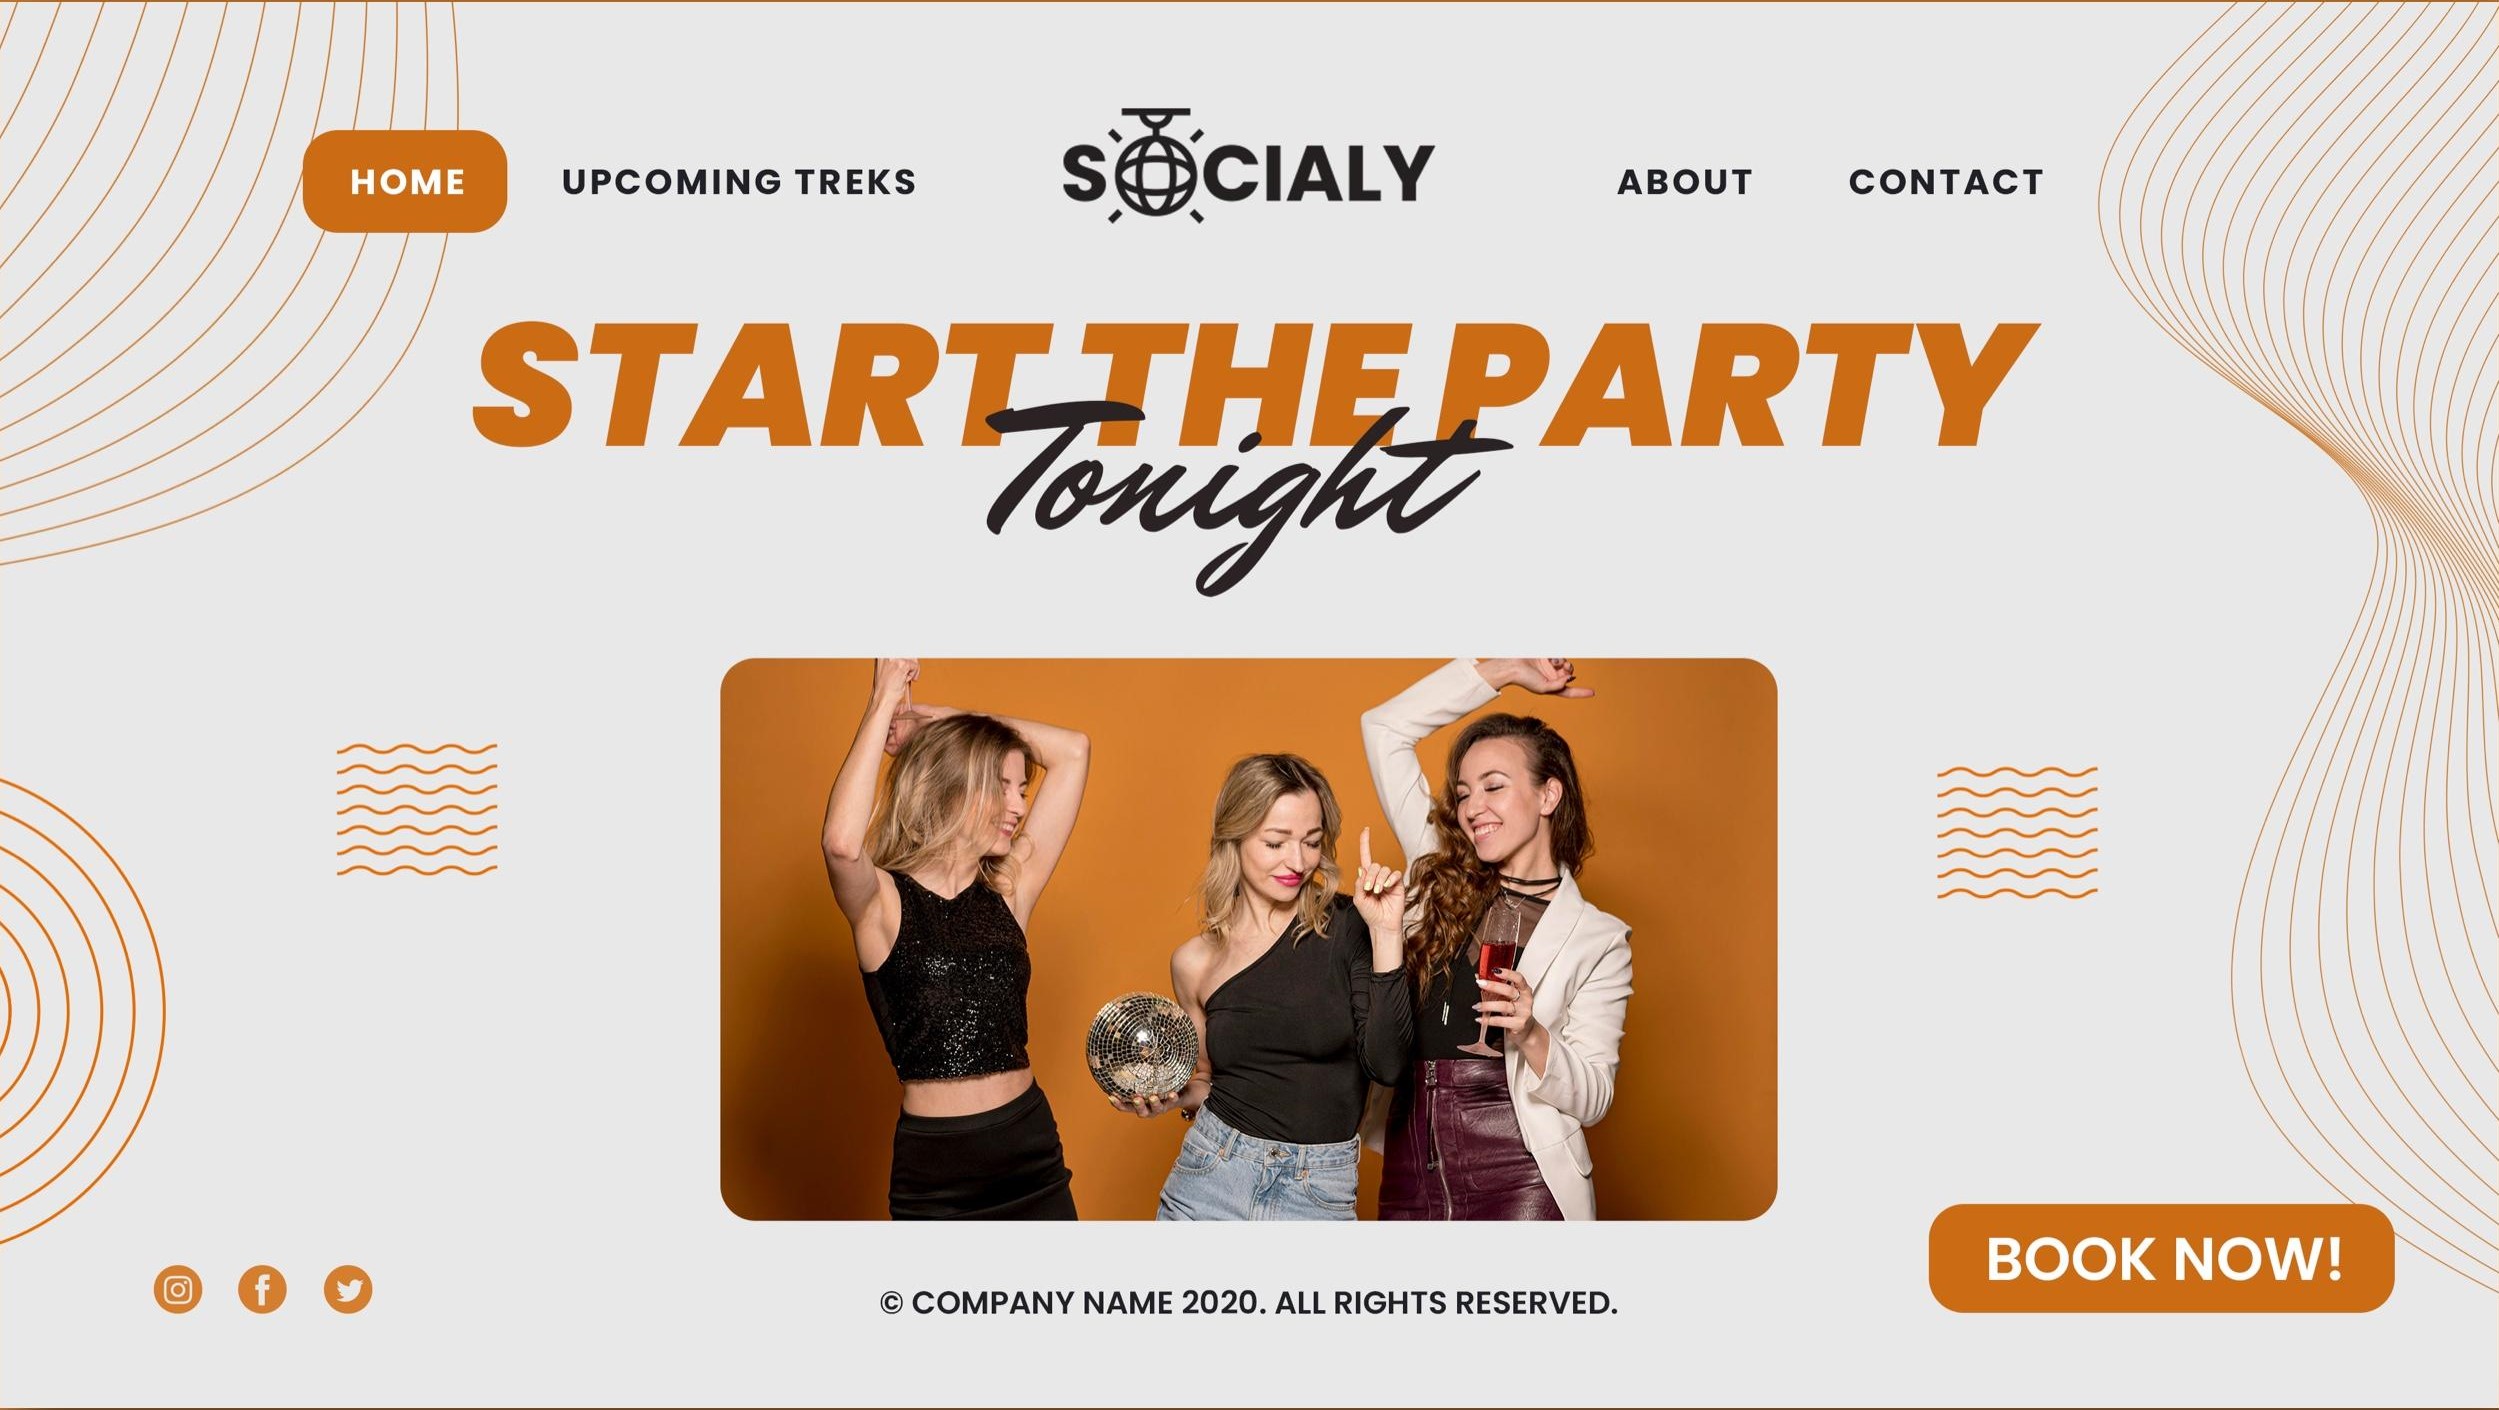 HOME
UPCOMING TREKS
SOCIALY
ABOUT
CONTACT
START THE PARTY
Tonight
BOOK NOW!
© COMPANY NAME 2020. ALL RIGHTS RESERVED.